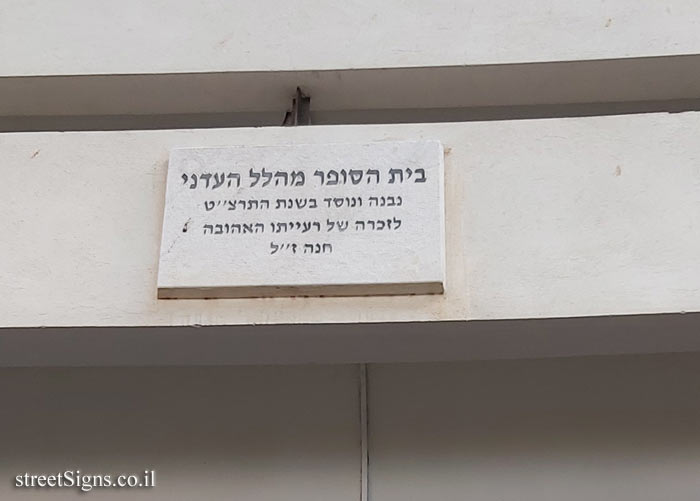 בית הסופר מהלל העדני
נבנה ונוסד בשנת התרצ''ט
לזכרה של רעייתו האהובה
חנה ז''ל
streetSigns.co.il